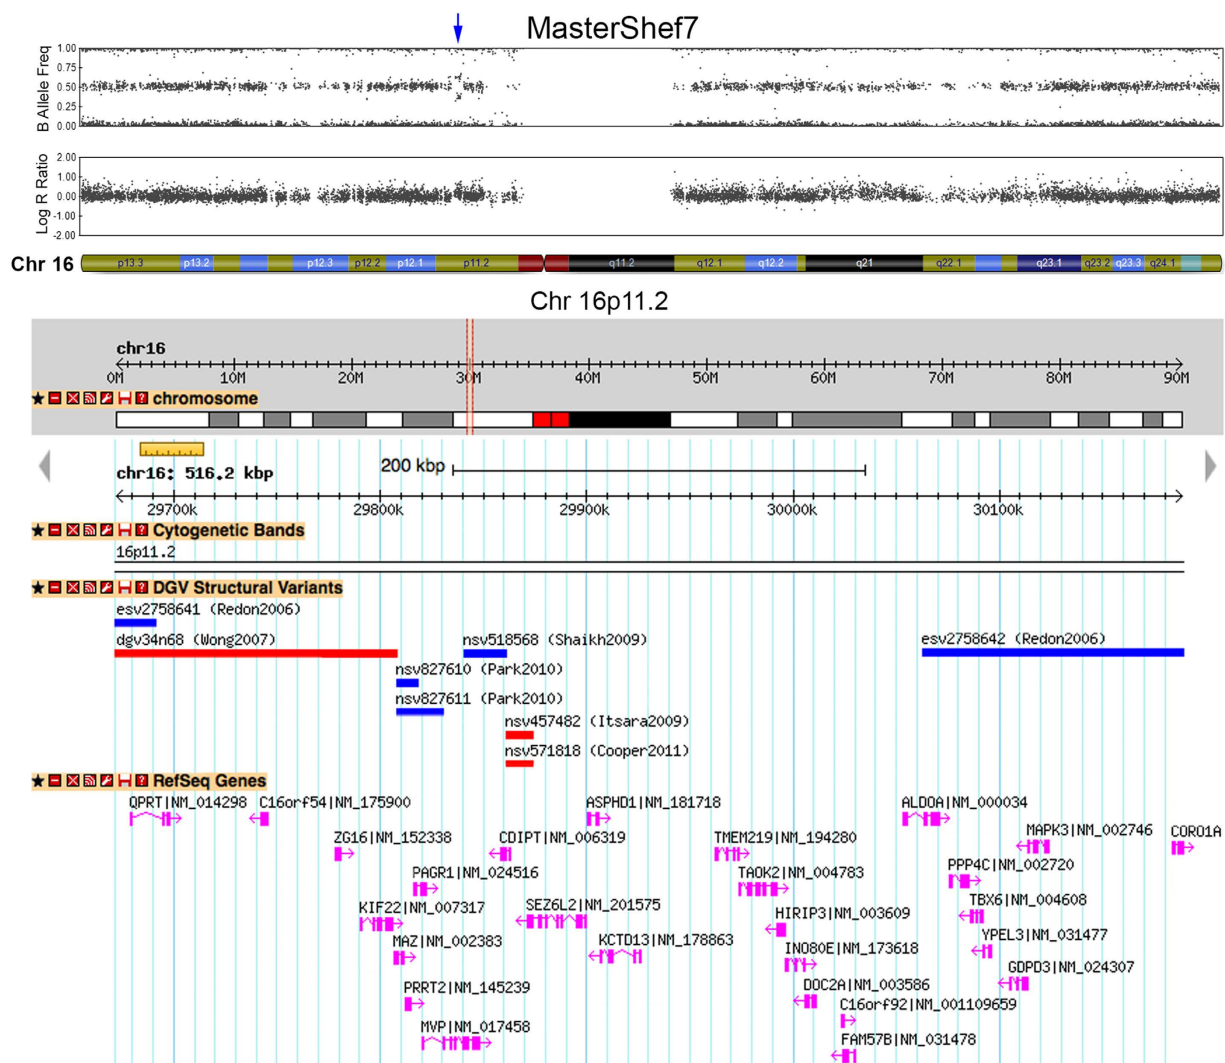 MasterShef7
B Allele Freq
1.00
0.75
0.50
0.25
0.00
Log R Ratio
2.00
1.00
0.00
-1.00
-2.00
Chr 16
p13.3 p13.2 p12.3 p12.2 p12.1 p11.2 q11.2 q12.1 q12.2 q21 q22.1 q23.1 q23.2 q23.3 q24.1
Chr 16p11.2
chr16
0M 10M 20M 30M 40M 50M 60M 70M 80M 90M
chromosome
chr16: 516.2 kbp
200 kbp
29700k 29800k 29900k 30000k 30100k
Cytogenetic Bands
16p11.2
DGV Structural Variants
esv2758641 (Redon2006)
dgv34n68 (Wong2007) nsv518568 (Shaikh2009) esv2758642 (Redon2006)
nsv827610 (Park2010)
nsv827611 (Park2010)
nsv457482 (Itsara2009)
nsv571818 (Cooper2011)
RefSeq Genes
QPRT|NM_014298 C16orf54|NM_175900 ASPHD1|NM_181718 ALDOA|NM_000034
MAPK3|NM_002746 CORO1A
ZG16|NM_152338 CDIPT|NM_006319 TMEM219|NM_194280
PAGR1|NM_024516 TAOK2|NM_004783 PPP4C|NM_002720
KIF22|NM_007317 SEZ6L2|NM_201575 HIRIP3|NM_003609 TBX6|NM_004608
MAZ|NM_002383 KCTD13|NM_178863 INO80E|NM_173618 YPEL3|NM_031477
GDPD3|NM_024307
PRRT2|NM_145239 DOC2A|NM_003586
C16orf92|NM_001109659
MVP|NM_017458 FAM57B|NM_031478